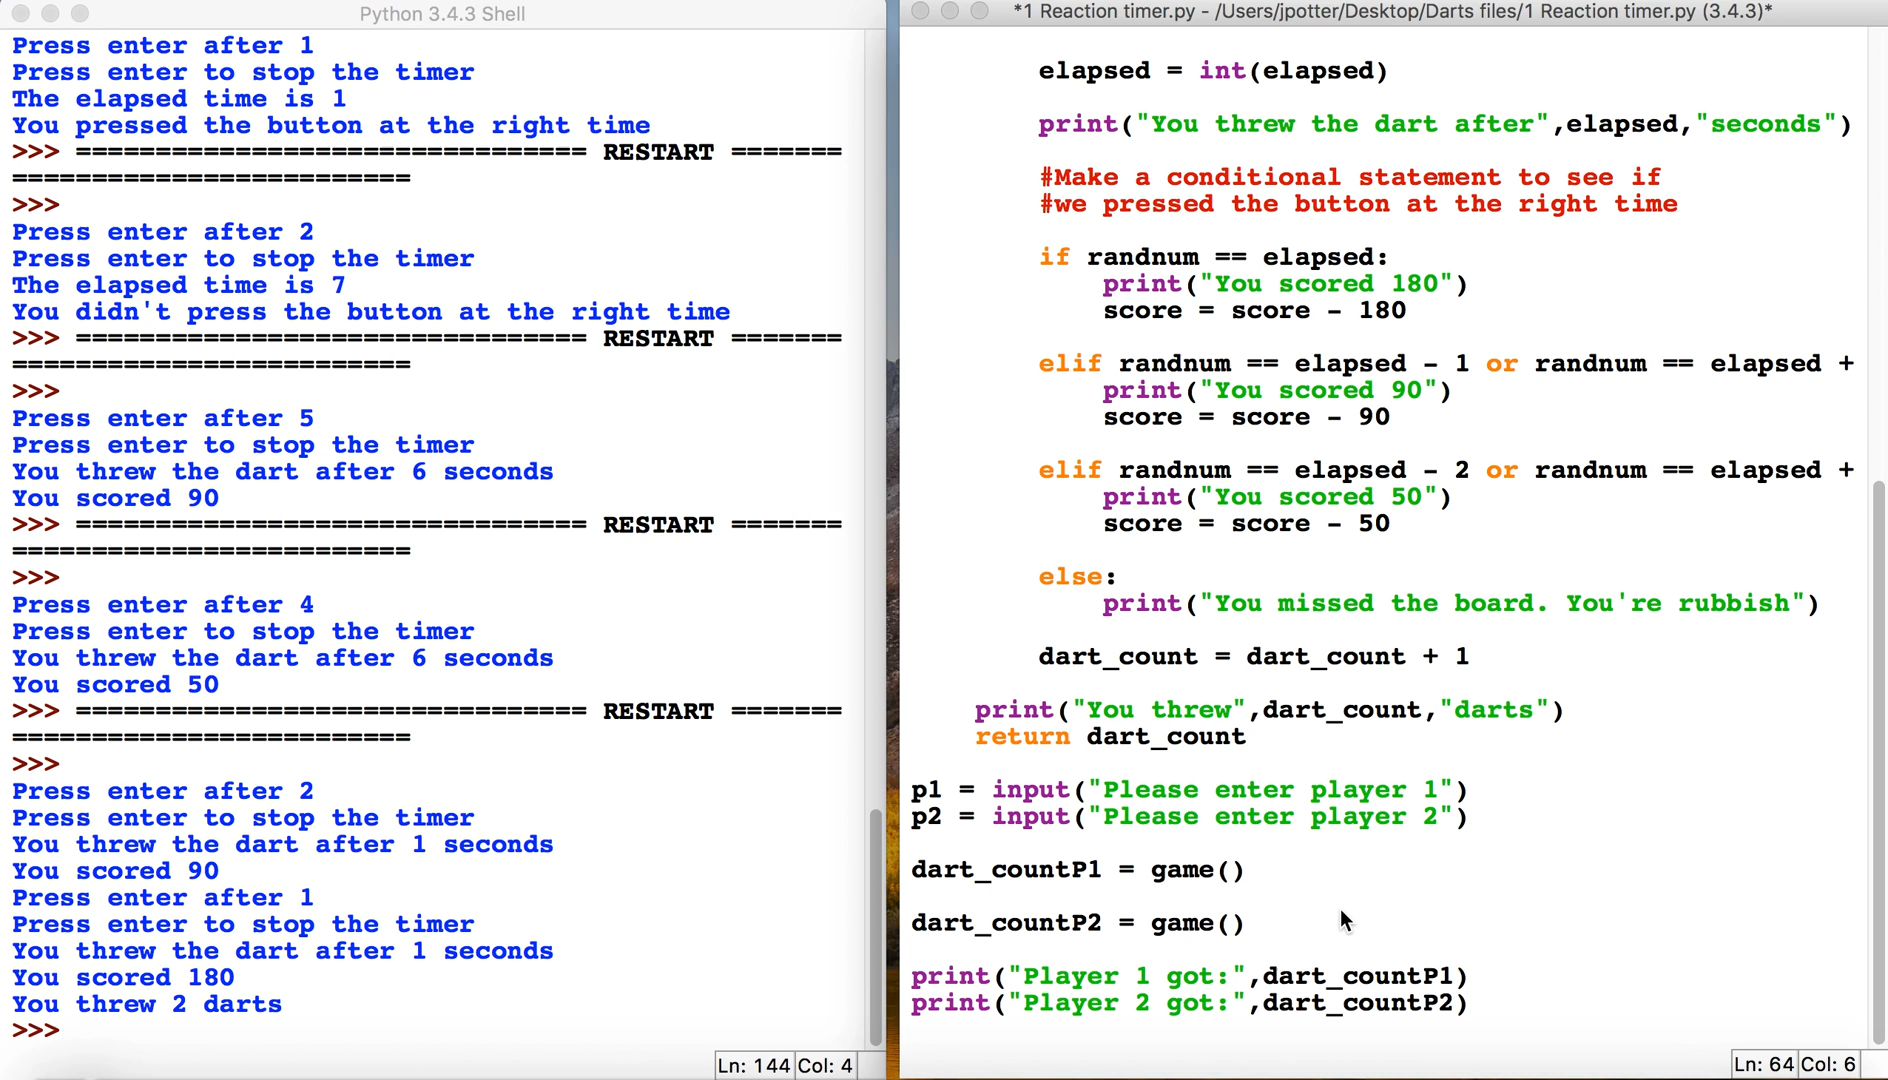 Python 3.4.3 Shell
Press enter after 1
Press enter to stop the timer
The elapsed time is 1
You pressed the button at the right time
>>> ================================ RESTART =======
=========================
>>>
Press enter after 2
Press enter to stop the timer
The elapsed time is 7
You didn't press the button at the right time
>>> ================================ RESTART =======
=========================
>>>
Press enter after 5
Press enter to stop the timer
You threw the dart after 6 seconds
You scored 90
>>> ================================ RESTART =======
=========================
>>>
Press enter after 4
Press enter to stop the timer
You threw the dart after 6 seconds
You scored 50
>>> ================================ RESTART =======
=========================
>>>
Press enter after 2
Press enter to stop the timer
You threw the dart after 1 seconds
You scored 90
Press enter after 1
Press enter to stop the timer
You threw the dart after 1 seconds
You scored 180
You threw 2 darts
>>>
Ln: 144 Col: 4
*1 Reaction timer.py - /Users/jpotter/Desktop/Darts files/1 Reaction timer.py (3.4.3)*
elapsed = int(elapsed)
print("You threw the dart after",elapsed,"seconds")
#Make a conditional statement to see if
#we pressed the button at the right time
if randnum == elapsed:
print("You scored 180")
score = score - 180
elif randnum == elapsed - 1 or randnum == elapsed +
print("You scored 90")
score = score - 90
elif randnum == elapsed - 2 or randnum == elapsed +
print("You scored 50")
score = score - 50
else:
print("You missed the board. You're rubbish")
dart_count = dart_count + 1
print("You threw",dart_count,"darts")
return dart_count
p1 = input("Please enter player 1")
p2 = input("Please enter player 2")
dart_countP1 = game()
dart_countP2 = game()
print("Player 1 got:",dart_countP1)
print("Player 2 got:",dart_countP2)
Ln: 64 Col: 6